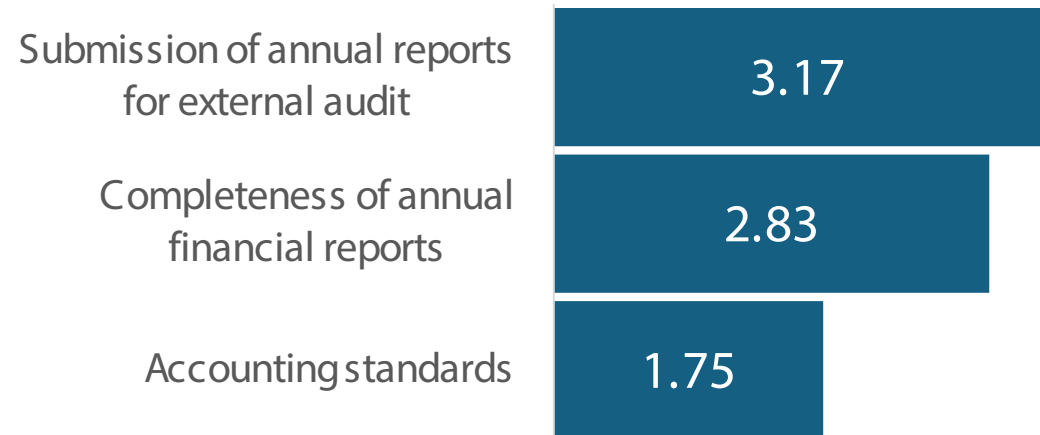 Submission of annual reports
for external audit
3.17
Completeness of annual
financial reports
2.83
Accounting standards
1.75